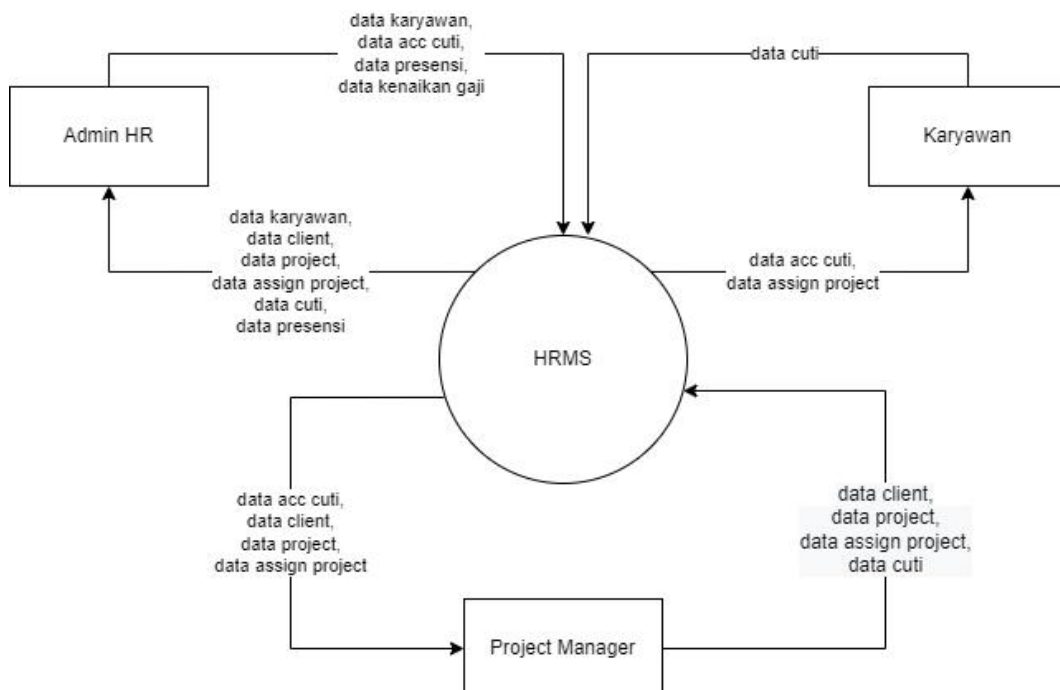 data karyawan,
data acc cuti,
data presensi,
data kenaikan gaji
data cuti
Admin HR
Karyawan
data karyawan,
data client,
data project,
data assign project,
data cuti,
data presensi
data acc cuti,
data assign project
HRMS
data acc cuti,
data client,
data project,
data assign project
data client,
data project,
data assign project,
data cuti
Project Manager